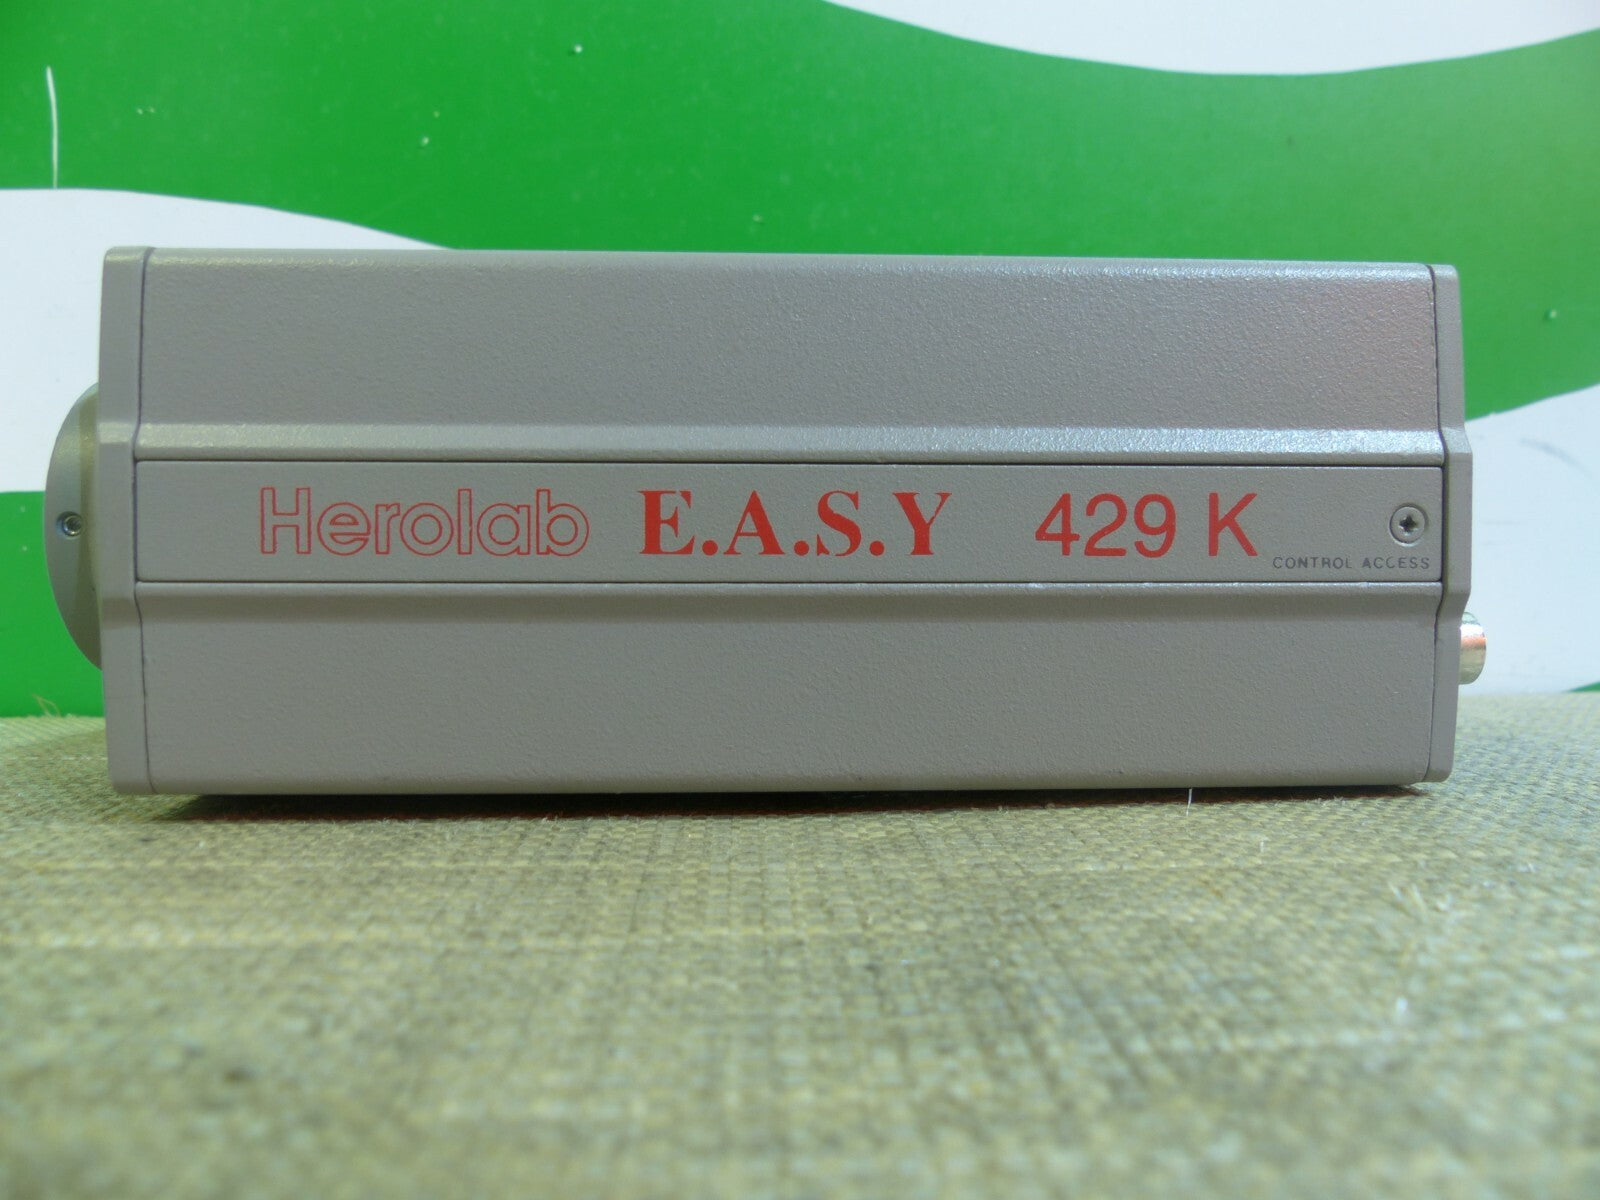 Herolab E.A.S.Y 429 K
CONTROL ACCESS